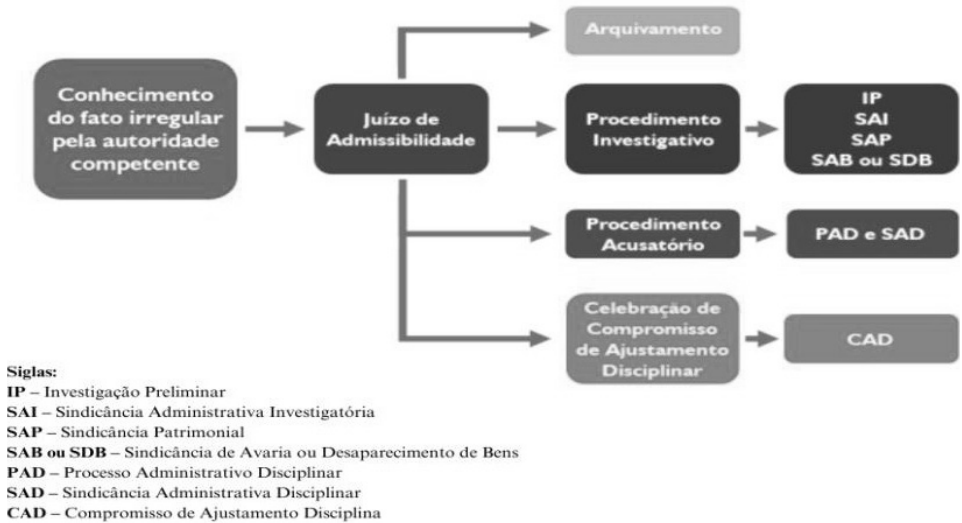 Arquivamento
Conhecimento
do fato irregular
pela autoridade
competente
Juízo de
Admissibilidade
Procedimento
Investigativo
IP
SAI
SAP
SAB ou SDB
Procedimento
Acusatório
PAD e SAD
Celebração de
Compromisso
de Ajustamento
Disciplinar
CAD
Siglas:
IP – Investigação Preliminar
SAI – Sindicância Administrativa Investigatória
SAP – Sindicância Patrimonial
SAB ou SDB – Sindicância de Avaria ou Desaparecimento de Bens
PAD – Processo Administrativo Disciplinar
SAD – Sindicância Administrativa Disciplinar
CAD – Compromisso de Ajustamento Disciplina